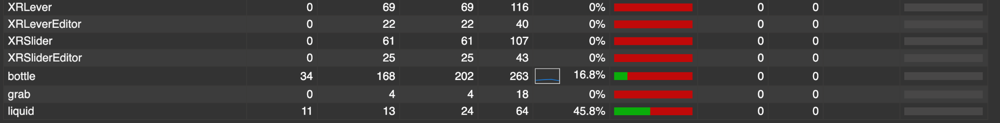 XRLever 0 69 69 116 0% 0 0
XRLeverEditor 0 22 22 40 0% 0 0
XRSlider 0 61 61 107 0% 0 0
XRSliderEditor 0 25 25 43 0% 0 0
bottle 34 168 202 263 16.8% 0 0
grab 0 4 4 18 0% 0 0
liquid 11 13 24 64 45.8% 0 0